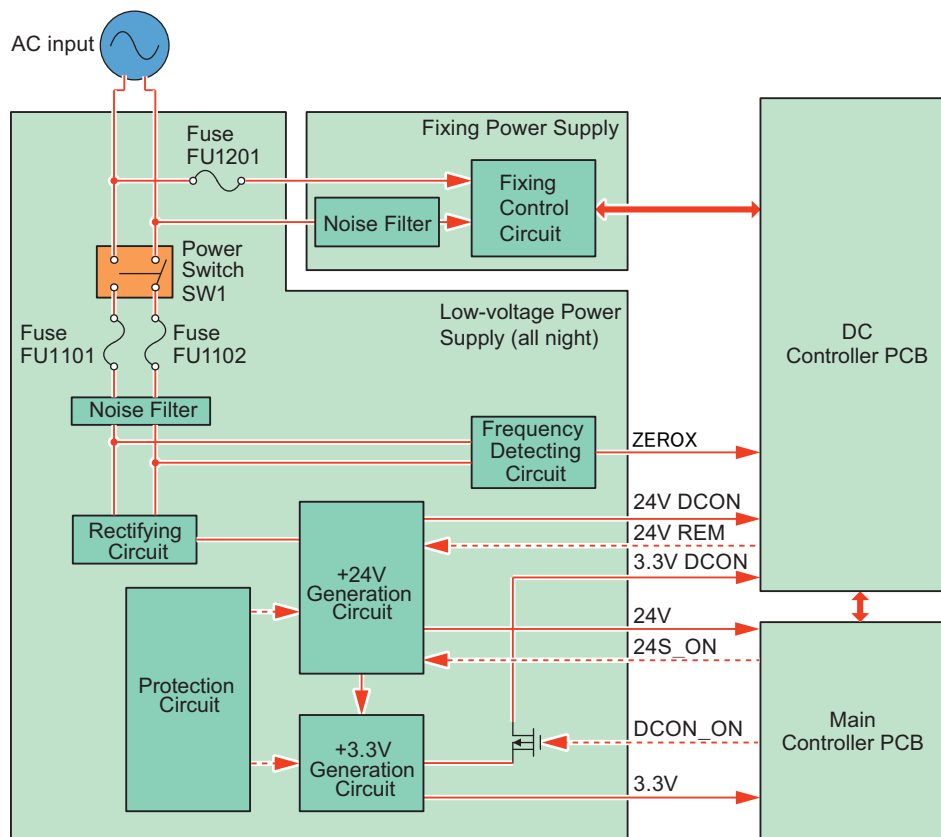 AC input
Fuse
FU1201
Fixing Power Supply
Noise Filter
Fixing
Control
Circuit
Power
Switch
SW1
Fuse
FU1101
Fuse
FU1102
Low-voltage Power
Supply (all night)
DC
Controller PCB
Noise Filter
Frequency
Detecting
Circuit
ZEROX
Rectifying
Circuit
+24V
Generation
Circuit
24V DCON
24V REM
3.3V DCON
24V
24S_ON
Protection
Circuit
+3.3V
Generation
Circuit
DCON_ON
3.3V
Main
Controller PCB